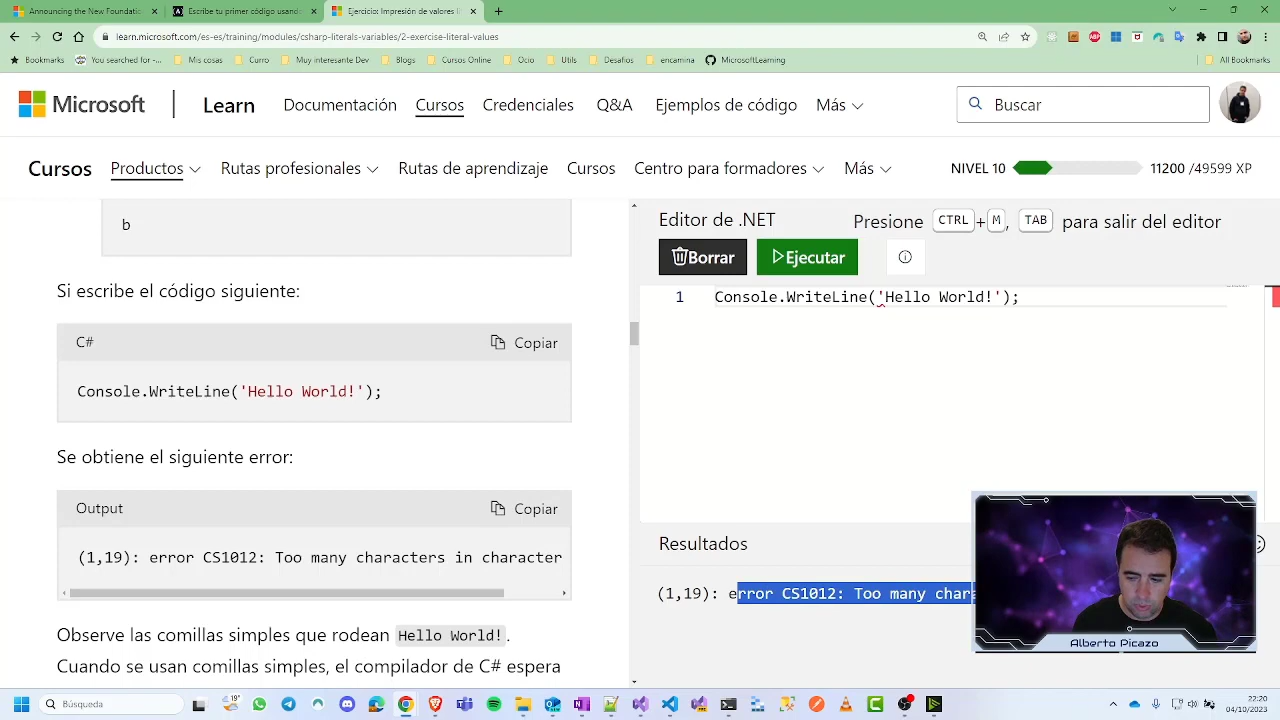 Announcing the New Foundatio
Escribe tu primer código usando
Ejercicio: Impresión de valores l
learn.microsoft.com/es-es/training/modules/csharp-literals-variables/2-exercise-literal-values
Bookmarks
You searched for -...
Mis cosas
Curro
Muy interesante Dev
Blogs
Cursos Online
Ocio
Utils
Desafios
encamina
MicrosoftLearning
All Bookmarks
Microsoft
Learn
Documentación
Cursos
Credenciales
Q&A
Ejemplos de código
Más
Buscar
Cursos
Productos
Rutas profesionales
Rutas de aprendizaje
Cursos
Centro para formadores
Más
NIVEL 10
11200 /49599 XP
b
Si escribe el código siguiente:
C#
Copiar
Console.WriteLine('Hello World!');
Se obtiene el siguiente error:
Output
Copiar
(1,19): error CS1012: Too many characters in character
Observe las comillas simples que rodean Hello World!.
Cuando se usan comillas simples, el compilador de C# espera
Editor de .NET
Presione CTRL+M, TAB para salir del editor
Borrar
Ejecutar
1 Console.WriteLine('Hello World!');
Resultados
(1,19): error CS1012: Too many chara
Alberto Picazo
Búsqueda
19°
22:20
04/10/2023